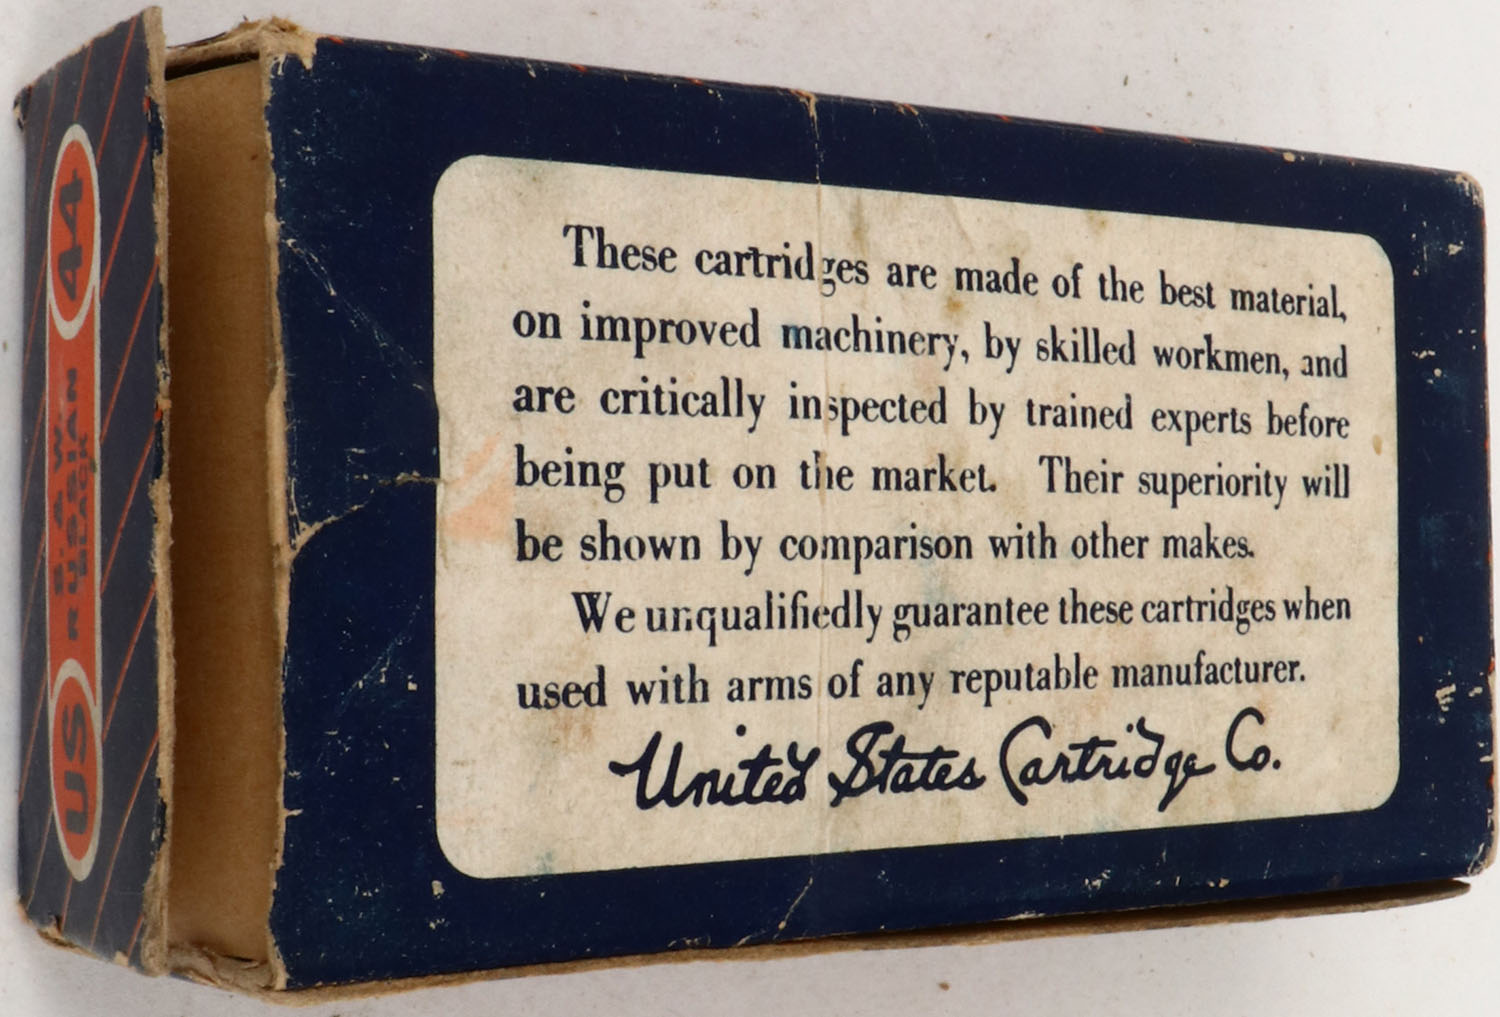 These cartridges are made of the best material,
on improved machinery, by skilled workmen, and
are critically inspected by trained experts before
being put on the market. Their superiority will
be shown by comparison with other makes.
We unqualifiedly guarantee these cartridges when
used with arms of any reputable manufacturer.
United States Cartridge Co.
US
S. & W.
RUSSIAN
BLACK
44